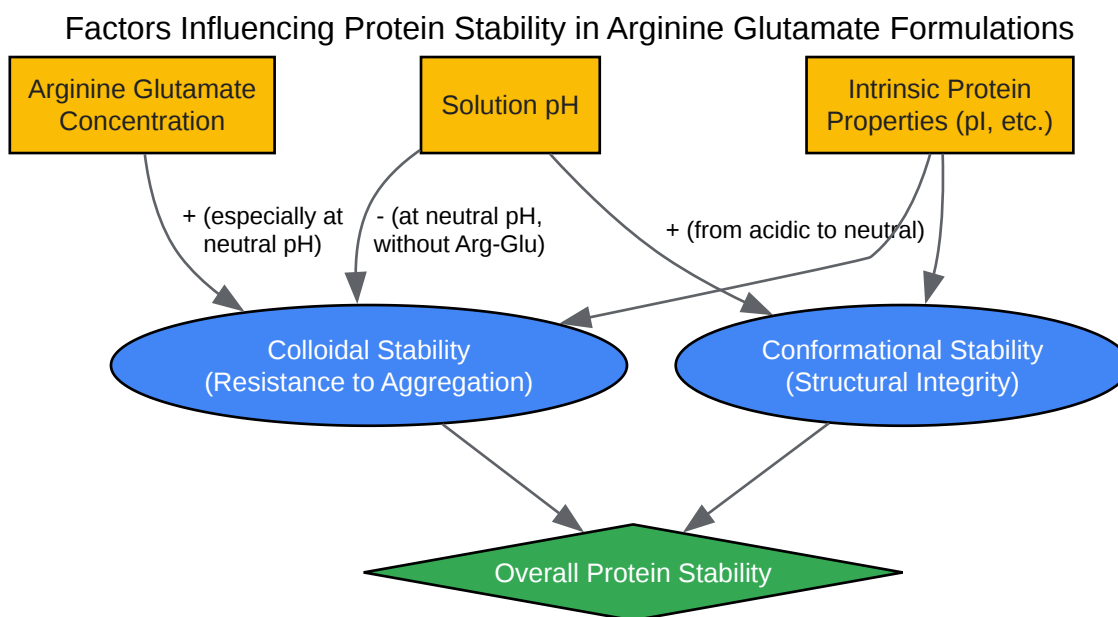 Factors Influencing Protein Stability in Arginine Glutamate Formulations
Arginine Glutamate
Concentration
Solution pH
Intrinsic Protein
Properties (pI, etc.)
+ (especially at
neutral pH)
- (at neutral pH,
without Arg-Glu)
+ (from acidic to neutral)
Colloidal Stability
(Resistance to Aggregation)
Conformational Stability
(Structural Integrity)
Overall Protein Stability